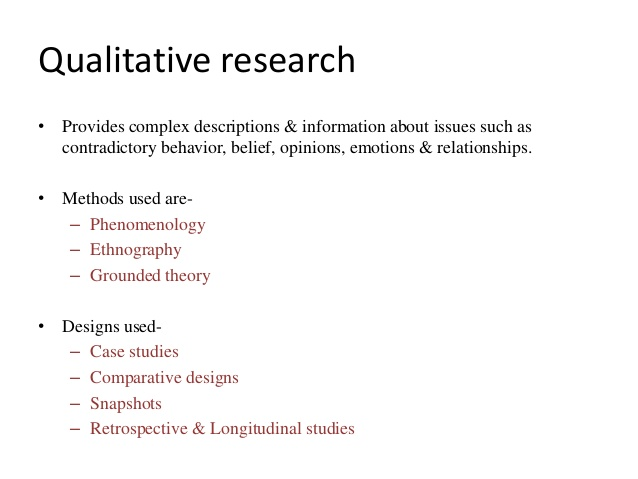 Qualitative research
• Provides complex descriptions & information about issues such as
contradictory behavior, belief, opinions, emotions & relationships.
• Methods used are-
– Phenomenology
– Ethnography
– Grounded theory
• Designs used-
– Case studies
– Comparative designs
– Snapshots
– Retrospective & Longitudinal studies